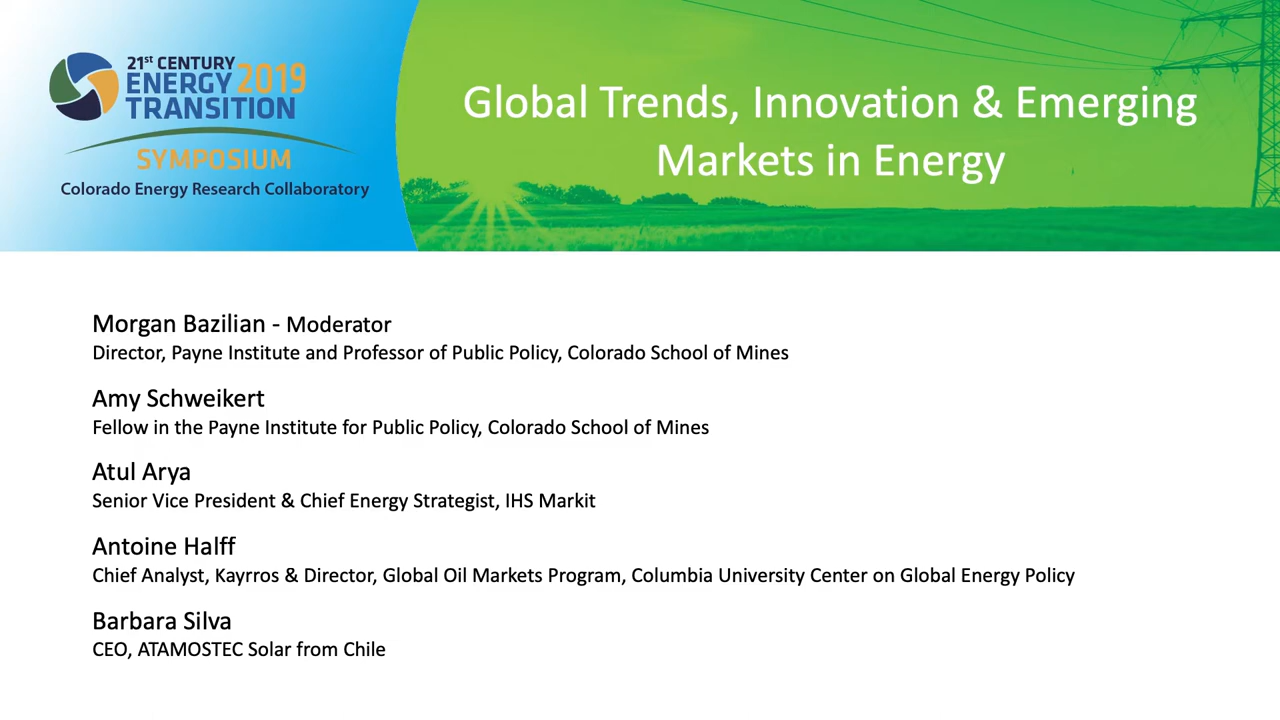 21st CENTURY
ENERGY 2019
TRANSITION
SYMPOSIUM
Colorado Energy Research Collaboratory
Global Trends, Innovation & Emerging
Markets in Energy
Morgan Bazilian - Moderator
Director, Payne Institute and Professor of Public Policy, Colorado School of Mines
Amy Schweikert
Fellow in the Payne Institute for Public Policy, Colorado School of Mines
Atul Arya
Senior Vice President & Chief Energy Strategist, IHS Markit
Antoine Halff
Chief Analyst, Kayrros & Director, Global Oil Markets Program, Columbia University Center on Global Energy Policy
Barbara Silva
CEO, ATAMOSTEC Solar from Chile